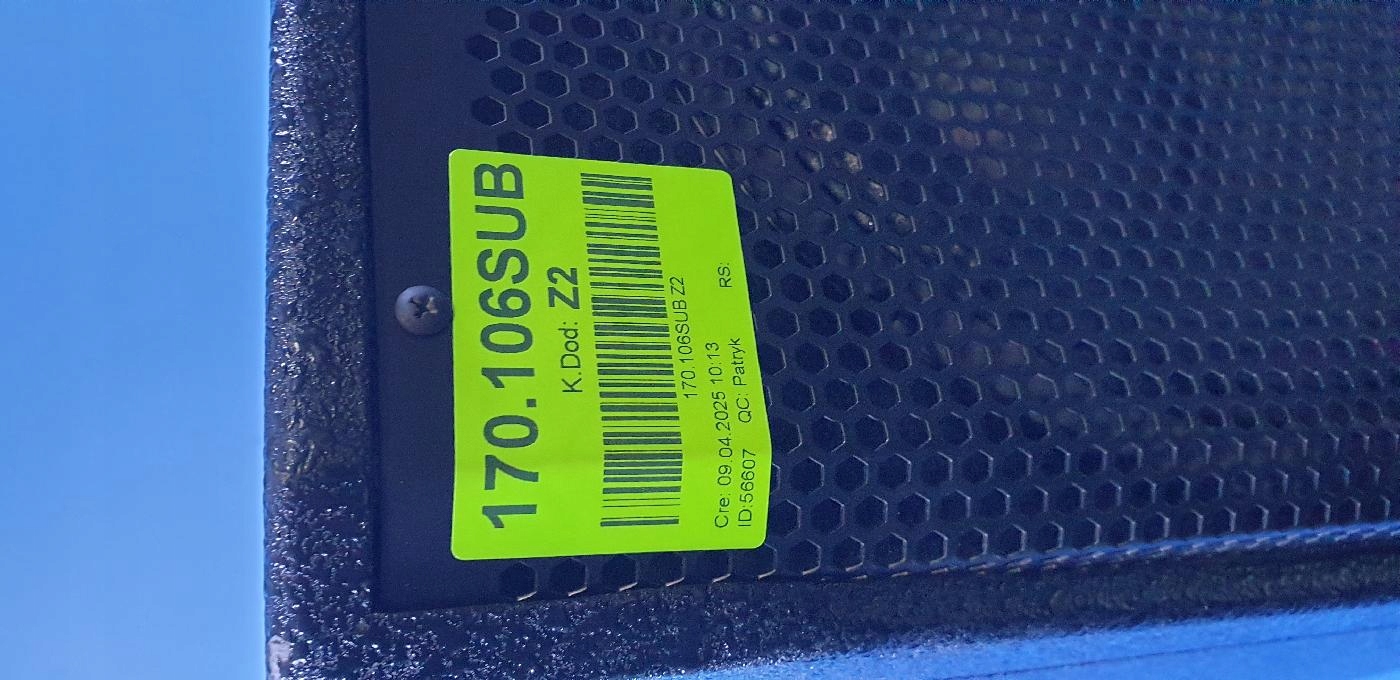 170.106SUB
K.Dod: Z2
170.106SUB Z2
Cre: 09.04.2025 10:13 RS:
ID:56607 QC: Patryk